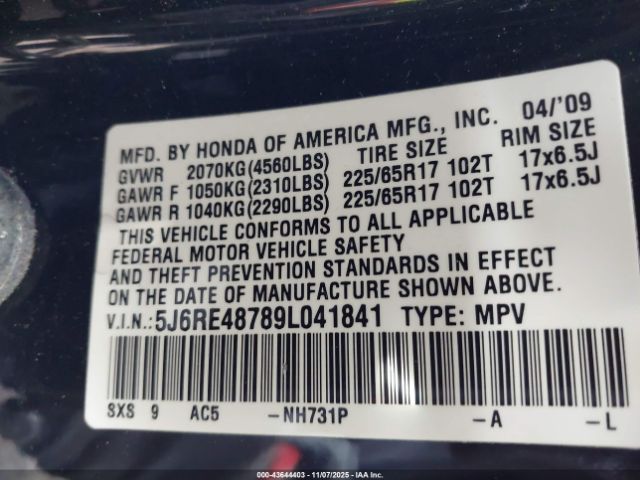 MFD. BY HONDA OF AMERICA MFG., INC. 04/'09
GVWR 2070KG(4560LBS) TIRE SIZE RIM SIZE
GAWR F 1050KG(2310LBS) 225/65R17 102T 17x6.5J
GAWR R 1040KG(2290LBS) 225/65R17 102T 17x6.5J
THIS VEHICLE CONFORMS TO ALL APPLICABLE
FEDERAL MOTOR VEHICLE SAFETY
AND THEFT PREVENTION STANDARDS IN EFFECT
ON THE DATE OF MANUFACTURE SHOWN ABOVE.
V.I.N.: 5J6RE48789L041841 TYPE: MPV
SXS 9 AC5 -NH731P -A -L
000-43644403 - 11/07/2025 - IAAI